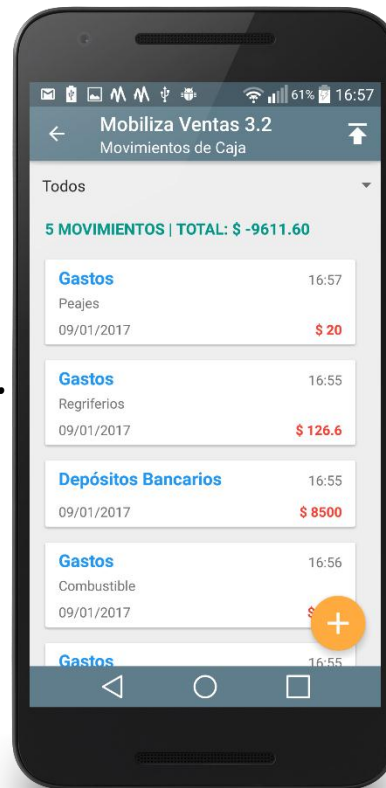 61% 16:57
Mobiliza Ventas 3.2
Movimientos de Caja
Todos
5 MOVIMIENTOS | TOTAL: $ -9611.60
Gastos 16:57
Peajes
09/01/2017 $ 20
Gastos 16:55
Regriferios
09/01/2017 $ 126.6
Depósitos Bancarios 16:55
09/01/2017 $ 8500
Gastos 16:56
Combustible
09/01/2017 $
Gastos 16:55